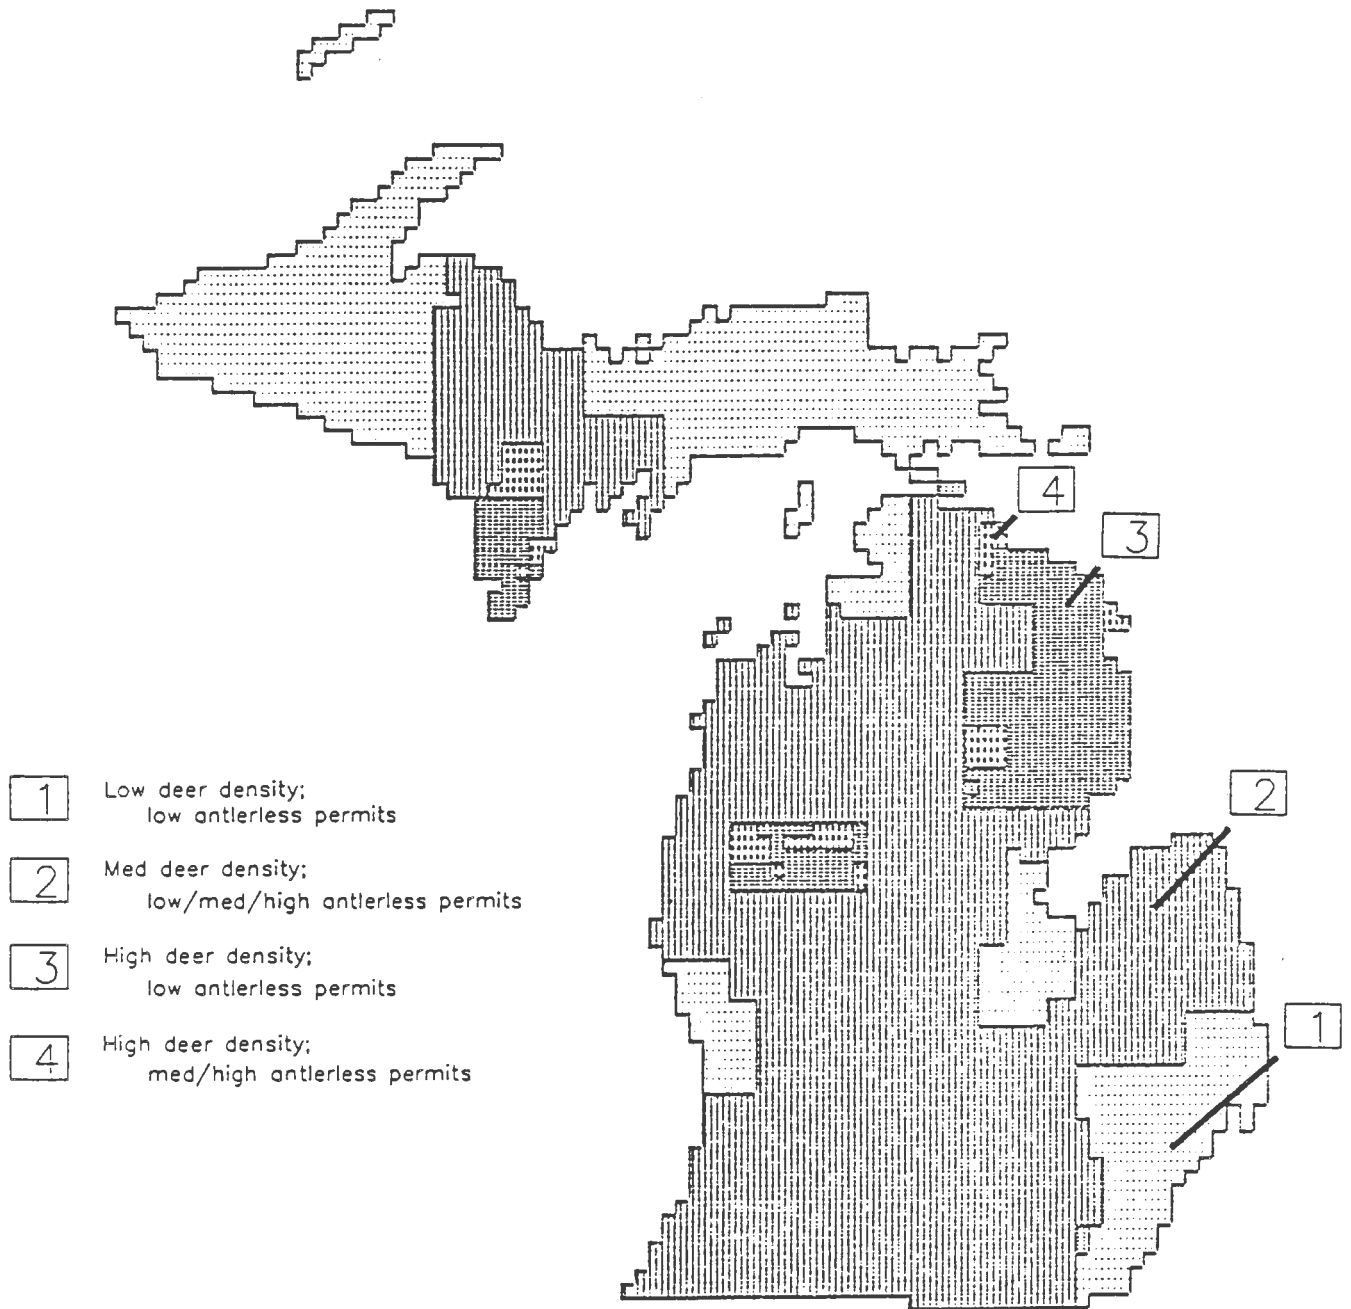 4
3
2
1
1 Low deer density;
low antlerless permits
2 Med deer density;
low/med/high antlerless permits
3 High deer density;
low antlerless permits
4 High deer density;
med/high antlerless permits